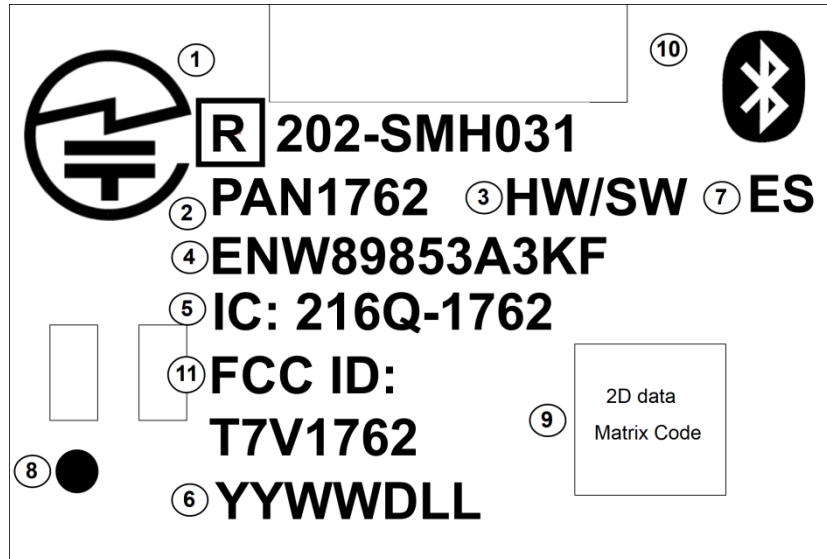 1 10
R 202-SMH031
2 PAN1762 3 HW/SW 7 ES
4 ENW89853A3KF
5 IC: 216Q-1762
11 FCC ID:
T7V1762
9 2D data
Matrix Code
8
6 YYWWDLL